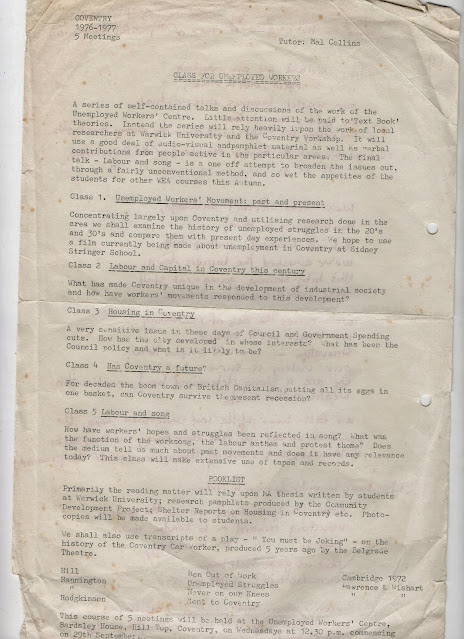 COVENTRY
1976-1977
5 Meetings
Tutor: Mal Collins
CLASS FOR UNEMPLOYED WORKERS
A series of self-contained talks and discussions of the work of the
Unemployed Workers' Centre. Little attention will be paid to 'Text Book'
theories. Instead the series will rely heavily upon the work of local
researchers at Warwick University and the Coventry Workshop. It will
use a good deal of audio-visual and pamphlet material as well as verbal
contributions from people active in the particular areas. The final
talk - Labour and song - is a one off attempt to broaden the issues out,
through a fairly unconventional method, and so wet the appetites of the
students for other WEA courses this Autumn.
Class 1. Unemployed Workers' Movement: past and present
Concentrating largely upon Coventry and utilising research done in the
area we shall examine the history of unemployed struggles in the 20's
and 30's and compare them with present day experiences. We hope to use
a film currently being made about unemployment in Coventry at Sidney
Stringer School.
Class 2 Labour and Capital in Coventry this century
What has made Coventry unique in the development of industrial society
and how have workers' movements responded to this development?
Class 3 Housing in Coventry
A very sensitive issue in these days of Council and Government Spending
cuts. How has the city developed in whose interests? What has been the
Council policy and what is it likely to be?
Class 4 Has Coventry a future?
For decades the boom town of British Capitalism putting all its eggs in
one basket, can Coventry survive the present recession?
Class 5 Labour and song
How have workers' hopes and struggles been reflected in song? What was
the function of the worksong, the labour anthem and protest theme? Does
the medium tell us much about past movements and does it have any relevance
today? This class will make extensive use of tapes and records.
BOOKLIST
Primarily the reading matter will rely upon MA thesis written by students
at Warwick University; research pamphlets produced by the Community
Development Project; Shelter Reports on Housing in Coventry etc. Photo-
copies will be made available to students.
We shall also use transcripts of a play - "You must be Joking" - on the
history of the Coventry Car Worker, produced 5 years ago by the Belgrade
Theatre.
Hill Men Out of Work Cambridge 1972
Hannington Unemployed Struggles Lawrence & Wishart
" Never on our Knees " "
Hodgkinson Sent to Coventry
This course of 5 meetings will be held at the Unemployed Workers' Centre,
Bardsley House, Hill Top, Coventry, on Wednesdays at 12.30 p.m. commencing
on 29th September.